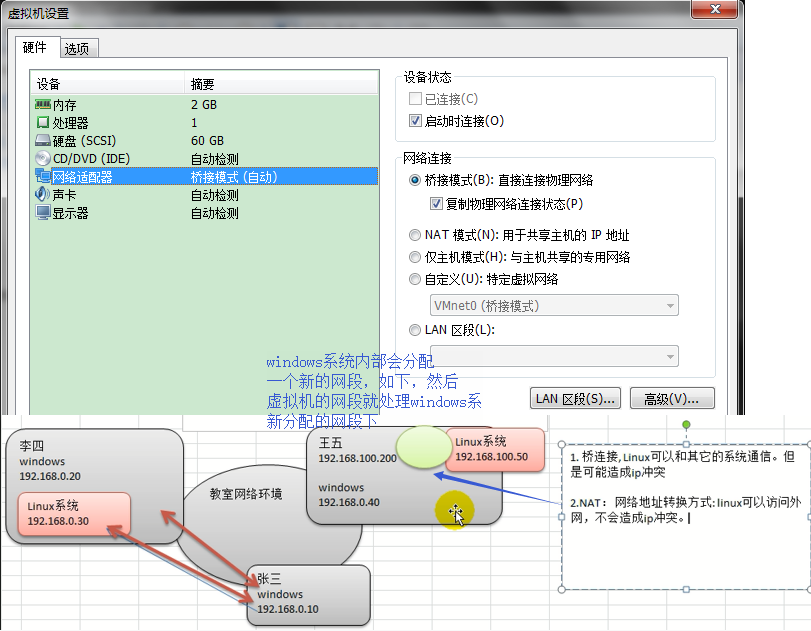 虚拟机设置
硬件 选项
设备 摘要
内存 2 GB
处理器 1
硬盘 (SCSI) 60 GB
CD/DVD (IDE) 自动检测
网络适配器 桥接模式 (自动)
声卡 自动检测
显示器 自动检测
设备状态
已连接(C)
启动时连接(O)
网络连接
桥接模式(B): 直接连接物理网络
复制物理网络连接状态(P)
NAT 模式(N): 用于共享主机的 IP 地址
仅主机模式(H): 与主机共享的专用网络
自定义(U): 特定虚拟网络
VMnet0 (桥接模式)
LAN 区段(L):
LAN 区段(S)... 高级(V)...
windows系统内部会分配
一个新的网段，如下，然后
虚拟机的网段就处理windows系
新分配的网段下
李四
windows
192.168.0.20
Linux系统
192.168.0.30
教室网络环境
王五
192.168.100.200
windows
192.168.0.40
Linux系统
192.168.100.50
张三
windows
192.168.0.10
1. 桥连接,Linux可以和其它的系统通信。但
是可能造成ip冲突
2.NAT：网络地址转换方式: linux可以访问外
网，不会造成ip冲突。